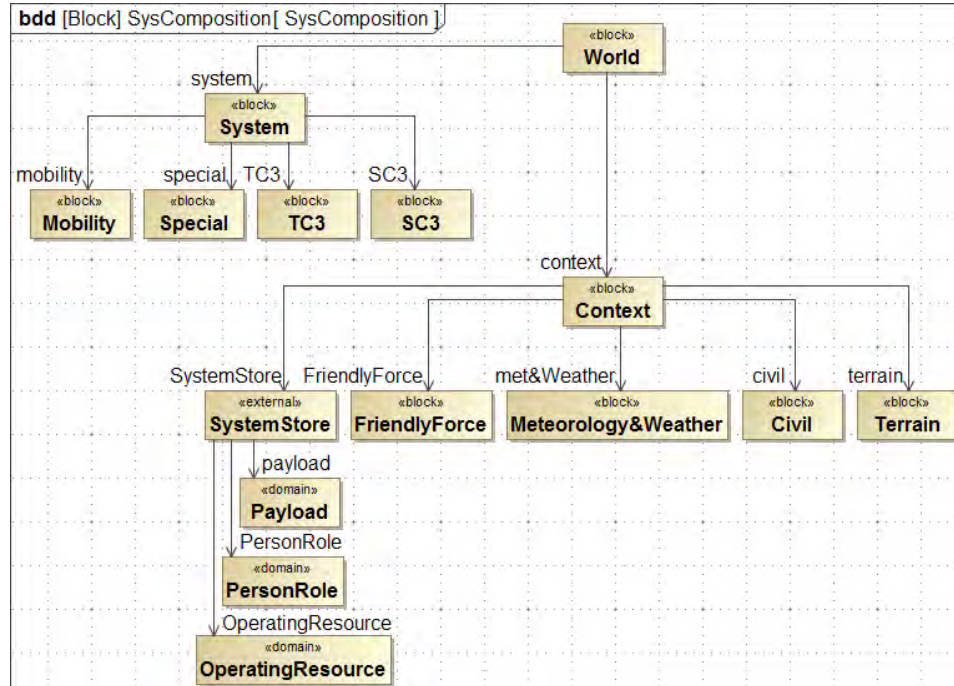 bdd [Block] SysComposition[ SysComposition ]
«block»
World
system
«block»
System
mobility
special
TC3
SC3
«block»
Mobility
«block»
Special
«block»
TC3
«block»
SC3
context
«block»
Context
SystemStore
FriendlyForce
met&Weather
civil
terrain
«external»
SystemStore
«block»
FriendlyForce
«block»
Meteorology&Weather
«block»
Civil
«block»
Terrain
payload
«domain»
Payload
PersonRole
«domain»
PersonRole
OperatingResource
«domain»
OperatingResource